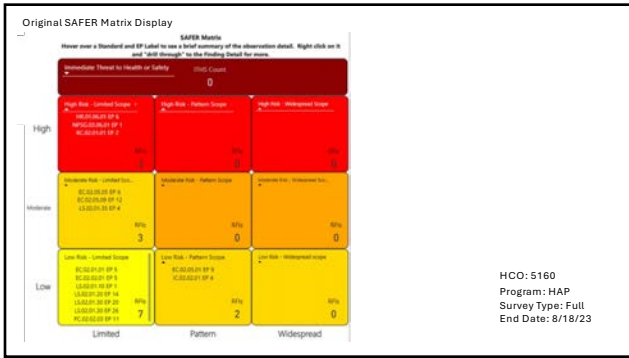 Original SAFER Matrix Display
SAFER Matrix
Hover over a Standard and EP Label to see a brief summary of the observation detail. Right click on it
and "drill through" to the Finding Detail for more.
Immediate Threat to Health or Safety
ITHS Count
0
High
High Risk - Limited Scope
HR.01.06.01 EP 6
NPSG.03.06.01 EP 1
RC.02.01.01 EP 2
RFIs
3
High Risk - Pattern Scope
RFIs
0
High Risk - Widespread Scope
RFIs
0
Moderate
Moderate Risk - Limited Sco...
EC.02.05.05 EP 6
EC.02.05.09 EP 12
LS.02.01.35 EP 4
RFIs
3
Moderate Risk - Pattern Scope
RFIs
0
Moderate Risk - Widespread Sco...
RFIs
0
Low
Low Risk - Limited Scope
EC.02.01.01 EP 5
EC.02.02.01 EP 5
LS.02.01.10 EP 1
LS.02.01.20 EP 14
LS.02.01.30 EP 20
LS.02.01.30 EP 26
PC.02.02.03 EP 11
RFIs
7
Low Risk - Pattern Scope
EC.02.05.01 EP 9
IC.02.02.01 EP 4
RFIs
2
Low Risk - Widespread scope
RFIs
0
Limited
Pattern
Widespread
HCO: 5160
Program: HAP
Survey Type: Full
End Date: 8/18/23